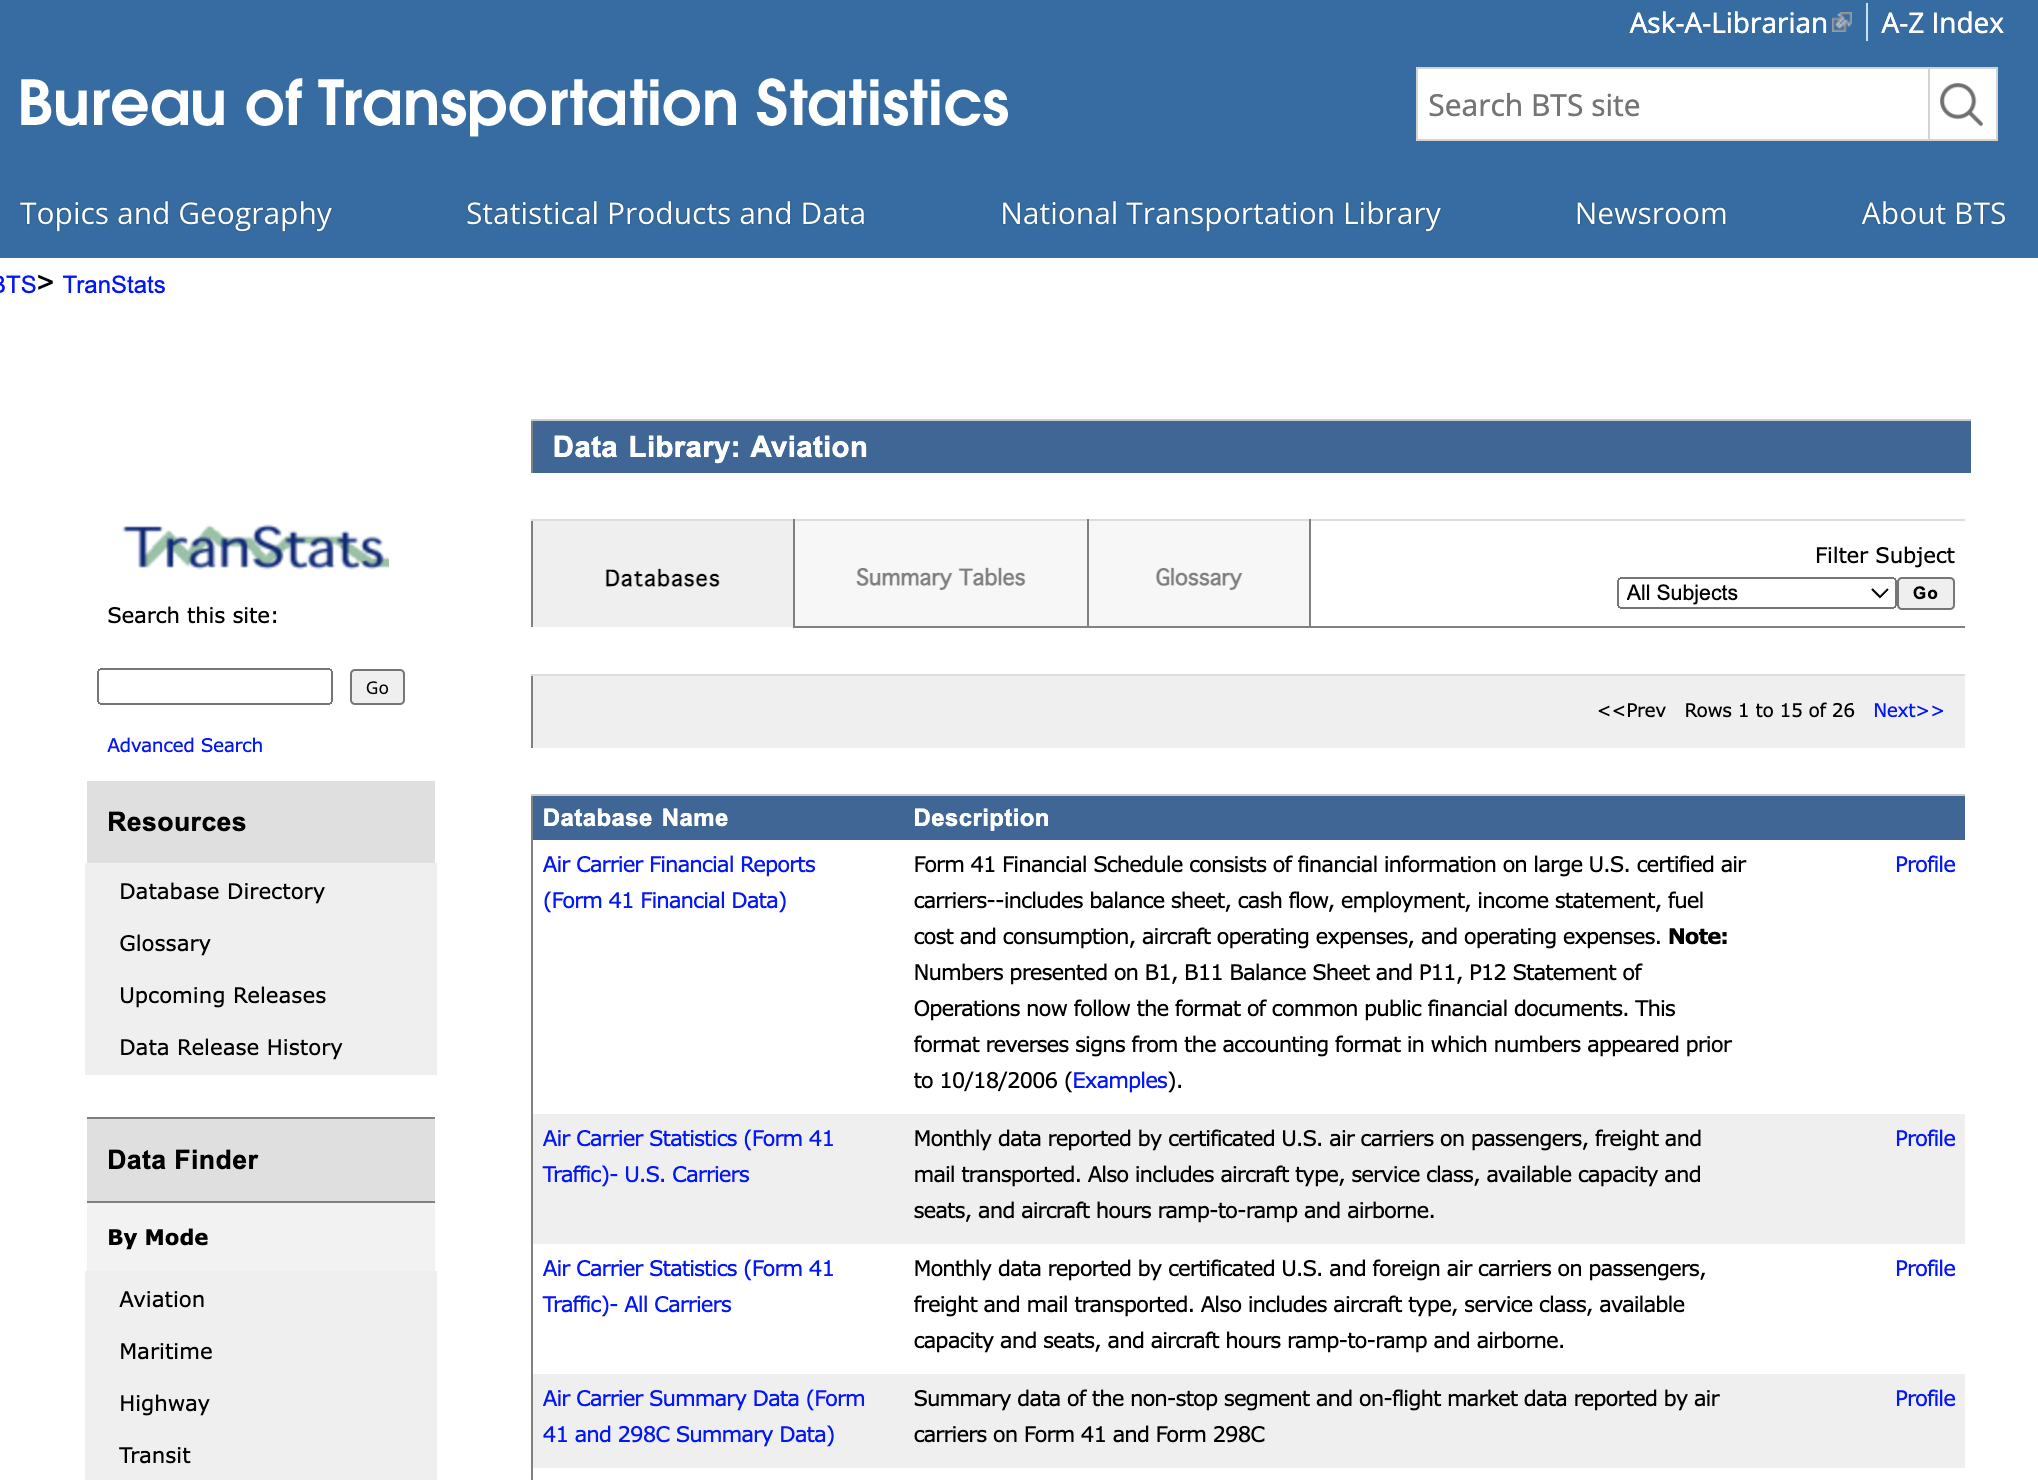 Ask-A-Librarian A-Z Index
Bureau of Transportation Statistics
Search BTS site
Topics and Geography Statistical Products and Data National Transportation Library Newsroom About BTS
BTS> TranStats
Data Library: Aviation
TranStats
Search this site:
Go
Advanced Search
Resources
Database Directory
Glossary
Upcoming Releases
Data Release History
Data Finder
By Mode
Aviation
Maritime
Highway
Transit
Databases Summary Tables Glossary
Filter Subject
All Subjects Go
<<Prev Rows 1 to 15 of 26 Next>>
Database Name Description
Air Carrier Financial Reports
(Form 41 Financial Data)
Form 41 Financial Schedule consists of financial information on large U.S. certified air
carriers--includes balance sheet, cash flow, employment, income statement, fuel
cost and consumption, aircraft operating expenses, and operating expenses. Note:
Numbers presented on B1, B11 Balance Sheet and P11, P12 Statement of
Operations now follow the format of common public financial documents. This
format reverses signs from the accounting format in which numbers appeared prior
to 10/18/2006 (Examples).
Profile
Air Carrier Statistics (Form 41
Traffic)- U.S. Carriers
Monthly data reported by certificated U.S. air carriers on passengers, freight and
mail transported. Also includes aircraft type, service class, available capacity and
seats, and aircraft hours ramp-to-ramp and airborne.
Profile
Air Carrier Statistics (Form 41
Traffic)- All Carriers
Monthly data reported by certificated U.S. and foreign air carriers on passengers,
freight and mail transported. Also includes aircraft type, service class, available
capacity and seats, and aircraft hours ramp-to-ramp and airborne.
Profile
Air Carrier Summary Data (Form
41 and 298C Summary Data)
Summary data of the non-stop segment and on-flight market data reported by air
carriers on Form 41 and Form 298C
Profile